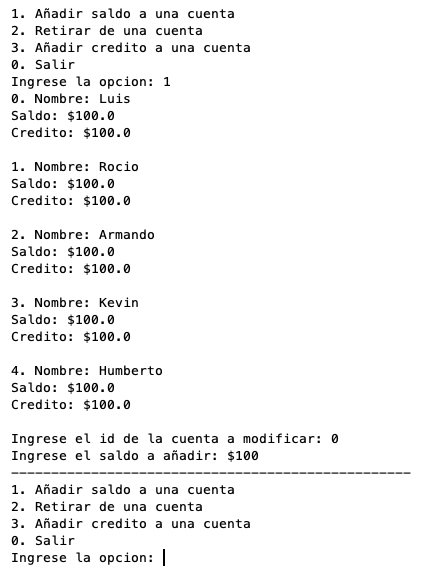 1. Añadir saldo a una cuenta
2. Retirar de una cuenta
3. Añadir credito a una cuenta
0. Salir
Ingrese la opcion: 1
0. Nombre: Luis
Saldo: $100.0
Credito: $100.0

1. Nombre: Rocio
Saldo: $100.0
Credito: $100.0

2. Nombre: Armando
Saldo: $100.0
Credito: $100.0

3. Nombre: Kevin
Saldo: $100.0
Credito: $100.0

4. Nombre: Humberto
Saldo: $100.0
Credito: $100.0

Ingrese el id de la cuenta a modificar: 0
Ingrese el saldo a añadir: $100
--------------------------------------------------
1. Añadir saldo a una cuenta
2. Retirar de una cuenta
3. Añadir credito a una cuenta
0. Salir
Ingrese la opcion: